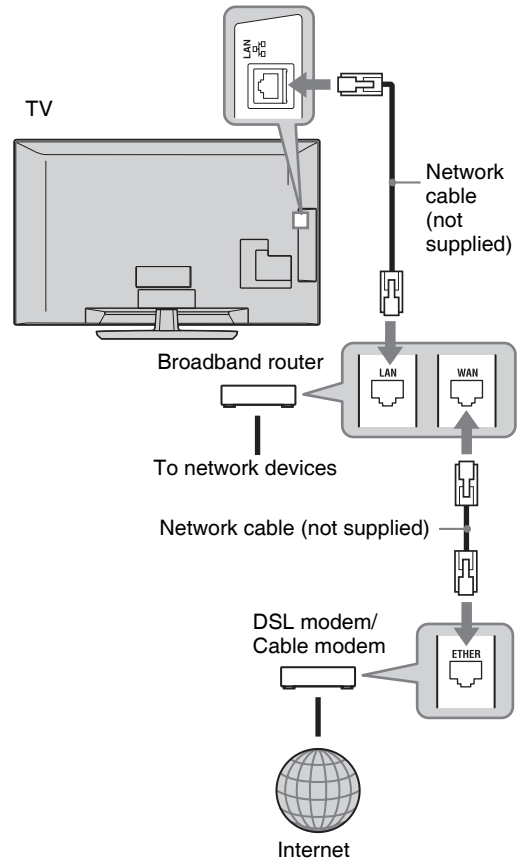 LAN
TV
Network
cable
(not
supplied)
Broadband router
LAN
WAN
To network devices
Network cable (not supplied)
DSL modem/
Cable modem
ETHER
Internet